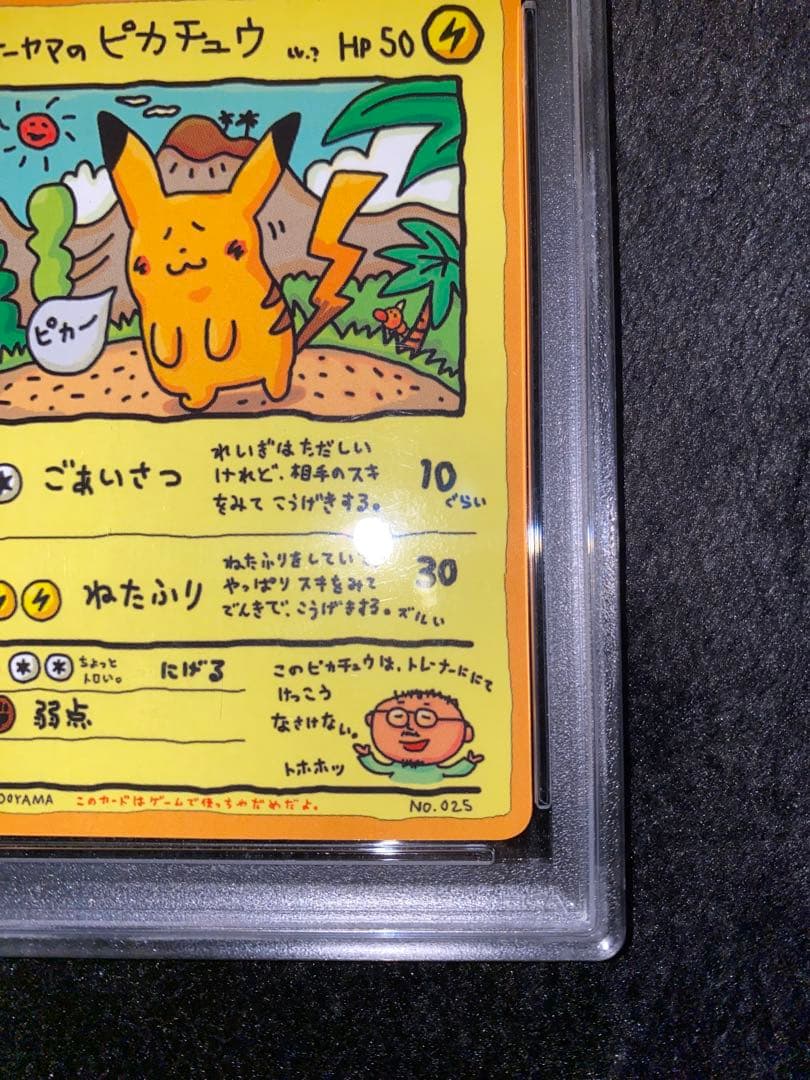 ーヤマの ピカチュウ LV.? HP 50
ピカー
ごあいさつ
れいぎはただしい
けれど、相手のスキ
をみて こうげきする。
10
ぐらい
ねたふり
ねたふりをしていて
やっぱり スキをみて
でんきで、こうげきする。ズルい
30
ちょっと
トロい。
にげる
弱点
このピカチュウは、トレーナーににて
けっこう
なさけない。
トホホッ
OOYAMA このカードはゲームで使っちゃだめだよ。 NO. 025